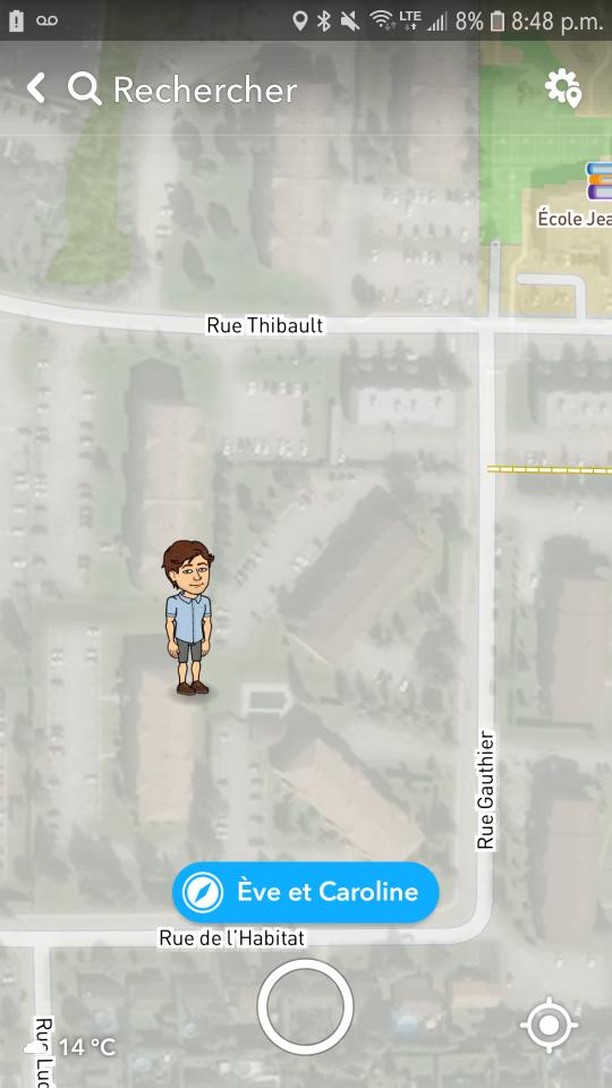 LTE 8% 8:48 p.m.
Rechercher
École Jea
Rue Thibault
Rue Gauthier
Ève et Caroline
Rue de l'Habitat
Rue Luc
14 °C